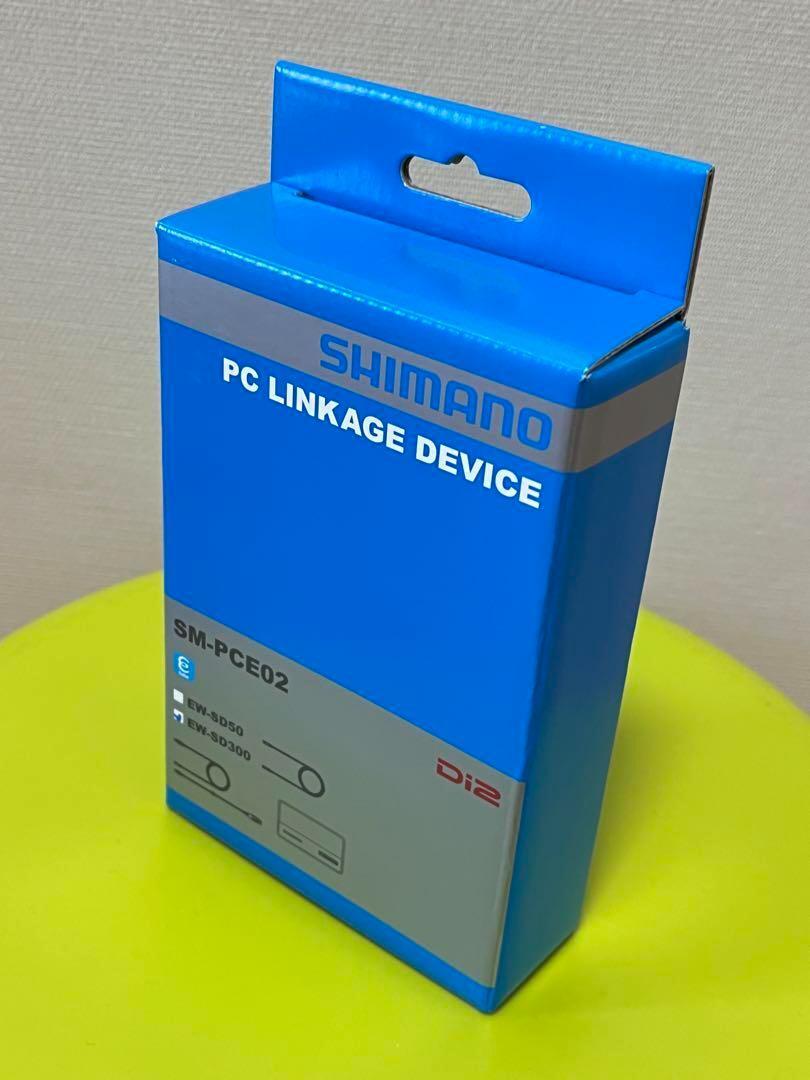 SHIMANO
PC LINKAGE DEVICE
SM-PCE02
EW-SD50
EW-SD300
Di2